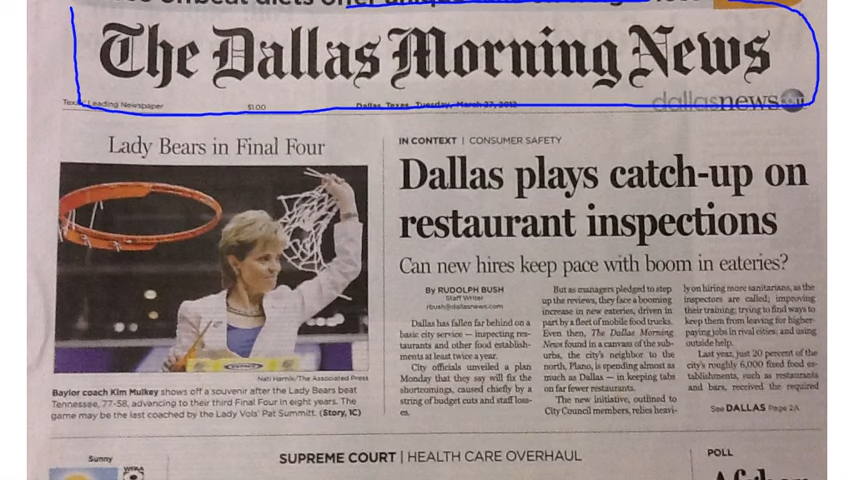 The Dallas Morning News
Texas' Leading Newspaper
$1.00
Dallas, Texas, Tuesday, March 27, 2012
dallasnews
Lady Bears in Final Four
Nati Harnik/The Associated Press
Baylor coach Kim Mulkey shows off a souvenir after the Lady Bears beat
Tennessee, 77-58, advancing to their third Final Four in eight years. The
game may be the last coached by the Lady Vols' Pat Summitt. (Story, 1C)
IN CONTEXT | CONSUMER SAFETY
Dallas plays catch-up on
restaurant inspections
Can new hires keep pace with boom in eateries?
By RUDOLPH BUSH
Staff Writer
rbush@dallasnews.com
Dallas has fallen far behind on a
basic city service — inspecting res-
taurants and other food establish-
ments at least twice a year.
City officials unveiled a plan
Monday that they say will fix the
shortcomings, caused chiefly by a
string of budget cuts and staff loss-
es.
But as managers pledged to step
up the reviews, they face a booming
increase in new eateries, driven in
part by a fleet of mobile food trucks.
Even then, The Dallas Morning
News found in a canvass of the sub-
urbs, the city's neighbor to the
north, Plano, is spending almost as
much as Dallas — in keeping tabs
on far fewer restaurants.
The new initiative, outlined to
City Council members, relies heavi-
ly on hiring more sanitarians, as the
inspectors are called; improving
their training; trying to find ways to
keep them from leaving for higher-
paying jobs in rival cities; and using
outside help.
Last year, just 20 percent of the
city's roughly 6,000 fixed food es-
tablishments, such as restaurants
and bars, received the required
See DALLAS Page 2A
Sunny
WFAA
SUPREME COURT | HEALTH CARE OVERHAUL
POLL